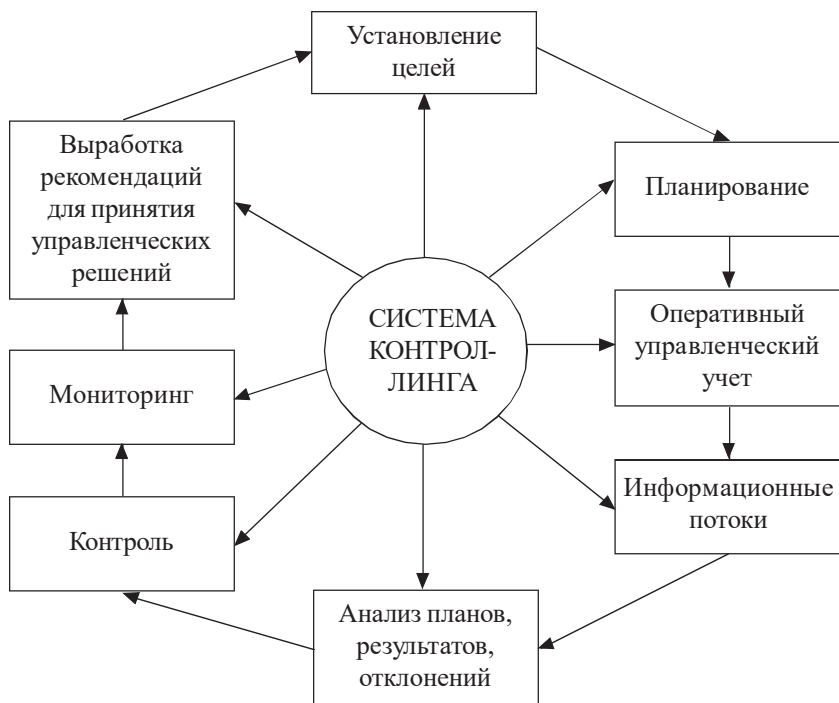 Установление
целей
Выработка
рекомендаций
для принятия
управленческих
решений
Планирование
СИСТЕМА
КОНТРОЛ-
ЛИНГА
Оперативный
управленческий
учет
Мониторинг
Информационные
потоки
Контроль
Анализ планов,
результатов,
отклонений